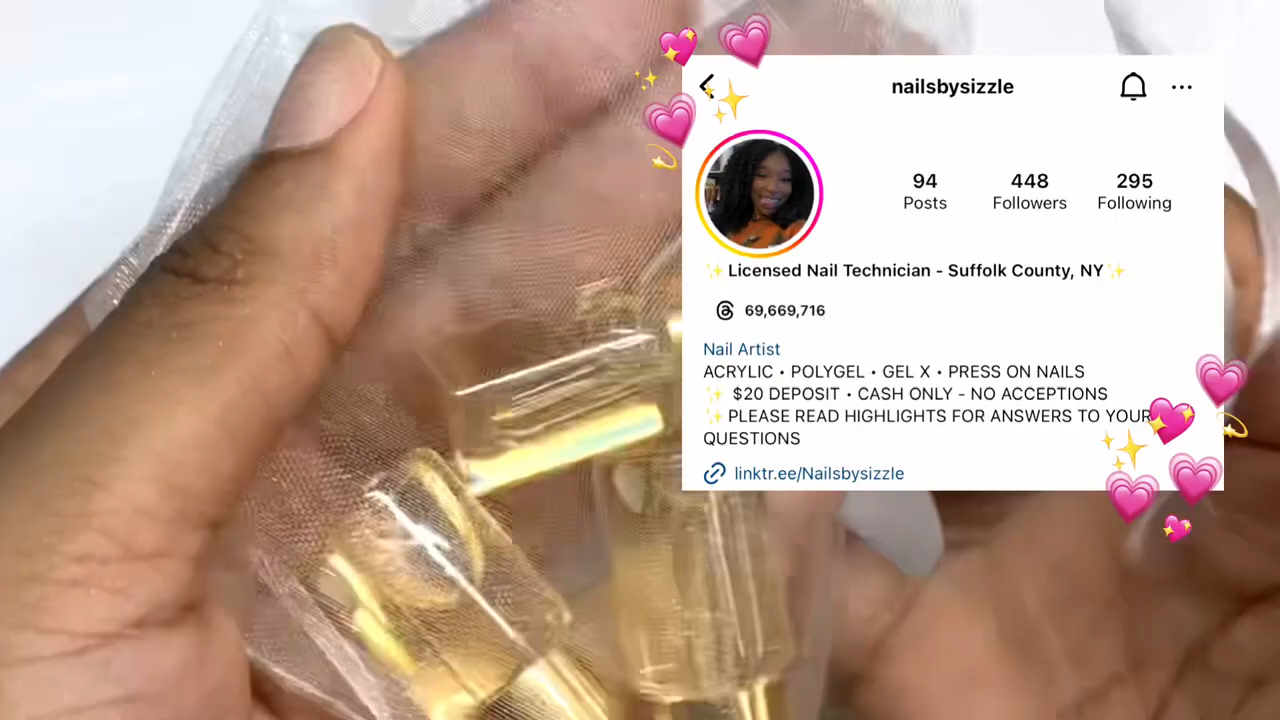 nailsbysizzle
94
448
295
Posts
Followers
Following
Licensed Nail Technician - Suffolk County, NY
69,669,716
Nail Artist
ACRYLIC • POLYGEL • GEL X • PRESS ON NAILS
$20 DEPOSIT • CASH ONLY - NO ACCEPTIONS
PLEASE READ HIGHLIGHTS FOR ANSWERS TO YOUR
QUESTIONS
linktr.ee/Nailsbysizzle